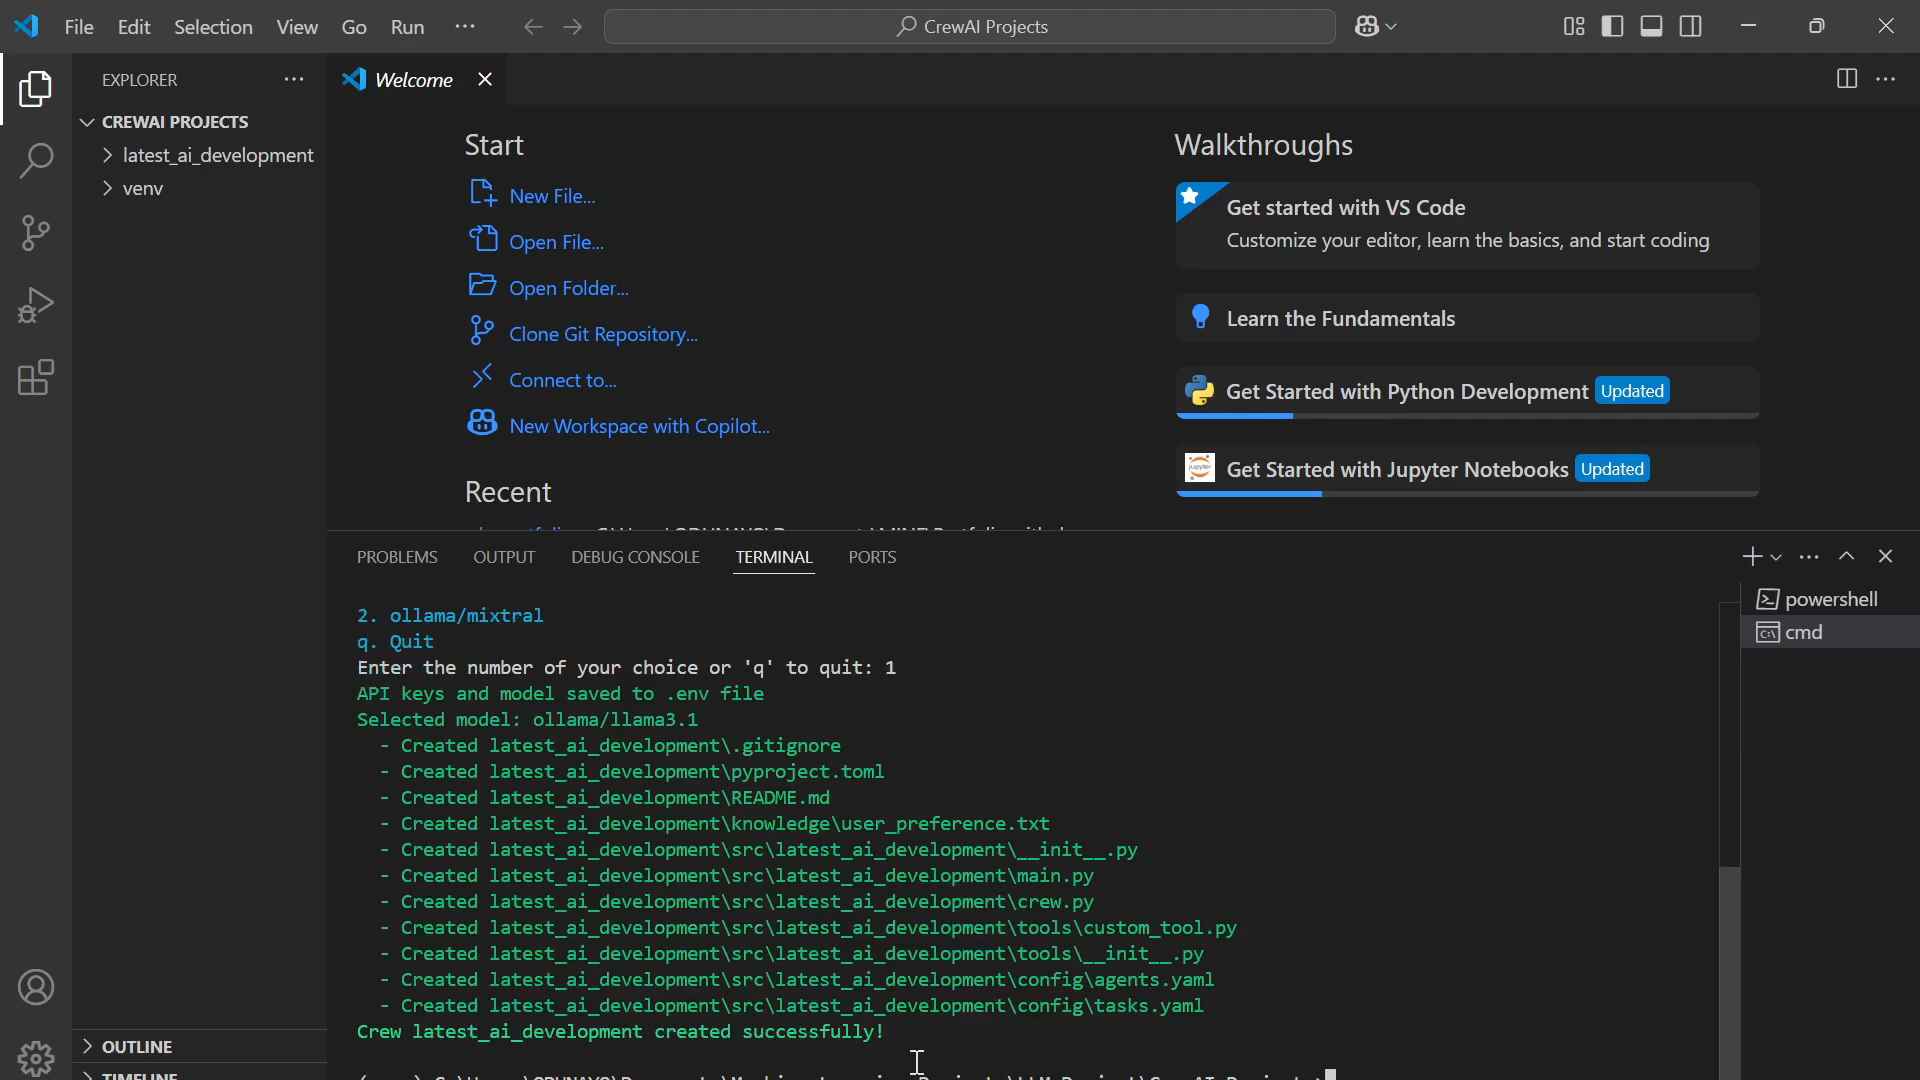 File Edit Selection View Go Run ···
CrewAI Projects
EXPLORER ···
Welcome
CREWAI PROJECTS
latest_ai_development
venv
Start
New File...
Open File...
Open Folder...
Clone Git Repository...
Connect to...
New Workspace with Copilot...
Recent
Walkthroughs
Get started with VS Code
Customize your editor, learn the basics, and start coding
Learn the Fundamentals
Get Started with Python Development Updated
jupyter
Get Started with Jupyter Notebooks Updated
PROBLEMS OUTPUT DEBUG CONSOLE TERMINAL PORTS
powershell
cmd
2. ollama/mixtral
q. Quit
Enter the number of your choice or 'q' to quit: 1
API keys and model saved to .env file
Selected model: ollama/llama3.1
- Created latest_ai_development\.gitignore
- Created latest_ai_development\pyproject.toml
- Created latest_ai_development\README.md
- Created latest_ai_development\knowledge\user_preference.txt
- Created latest_ai_development\src\latest_ai_development\__init__.py
- Created latest_ai_development\src\latest_ai_development\main.py
- Created latest_ai_development\src\latest_ai_development\crew.py
- Created latest_ai_development\src\latest_ai_development\tools\custom_tool.py
- Created latest_ai_development\src\latest_ai_development\tools\__init__.py
- Created latest_ai_development\src\latest_ai_development\config\agents.yaml
- Created latest_ai_development\src\latest_ai_development\config\tasks.yaml
Crew latest_ai_development created successfully!
OUTLINE
TIMELINE